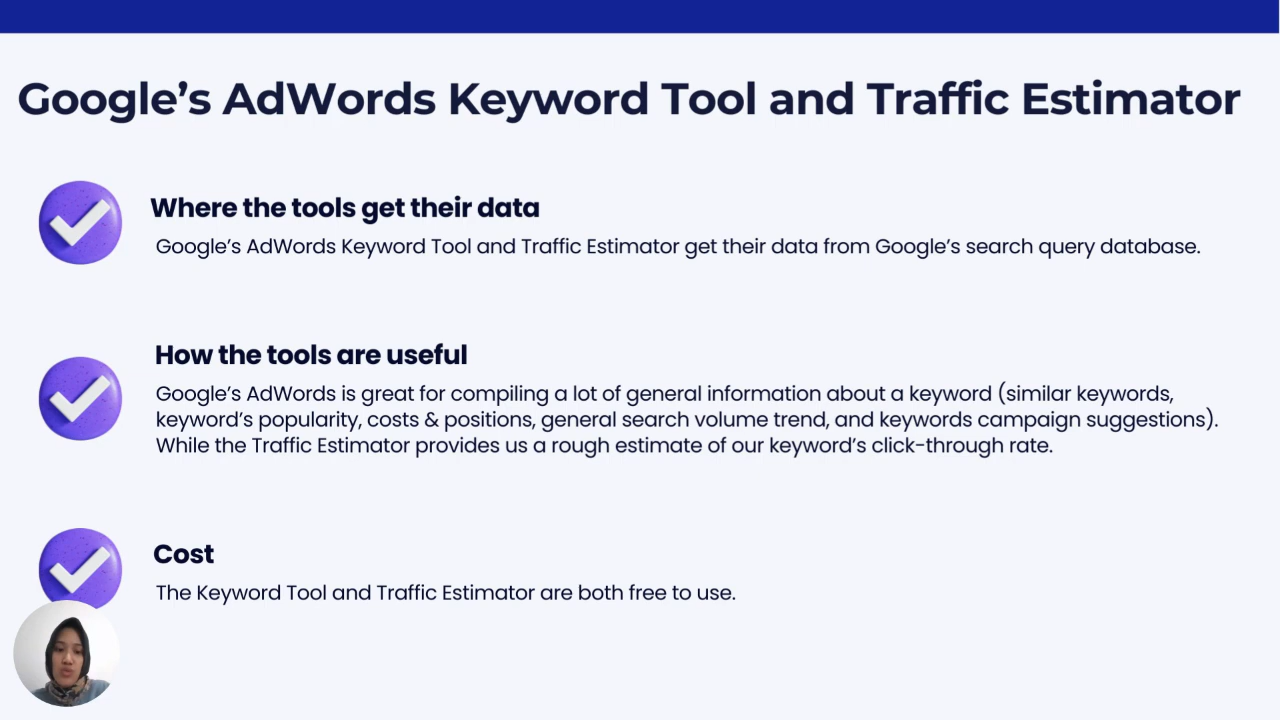 Google’s AdWords Keyword Tool and Traffic Estimator
Where the tools get their data
Google’s AdWords Keyword Tool and Traffic Estimator get their data from Google’s search query database.
How the tools are useful
Google’s AdWords is great for compiling a lot of general information about a keyword (similar keywords,
keyword’s popularity, costs & positions, general search volume trend, and keywords campaign suggestions).
While the Traffic Estimator provides us a rough estimate of our keyword’s click-through rate.
Cost
The Keyword Tool and Traffic Estimator are both free to use.